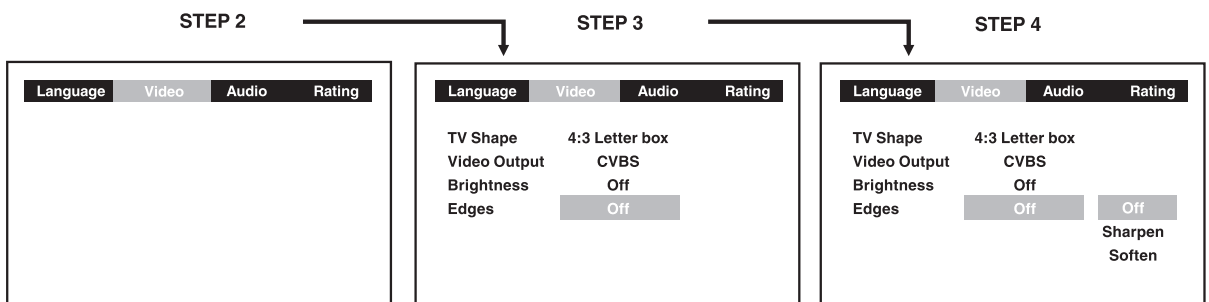 STEP 2
STEP 3
STEP 4
Language Video Audio Rating
Language Video Audio Rating
TV Shape 4:3 Letter box
Video Output CVBS
Brightness Off
Edges Off
Language Video Audio Rating
TV Shape 4:3 Letter box
Video Output CVBS
Brightness Off
Edges Off Off
Sharpen
Soften